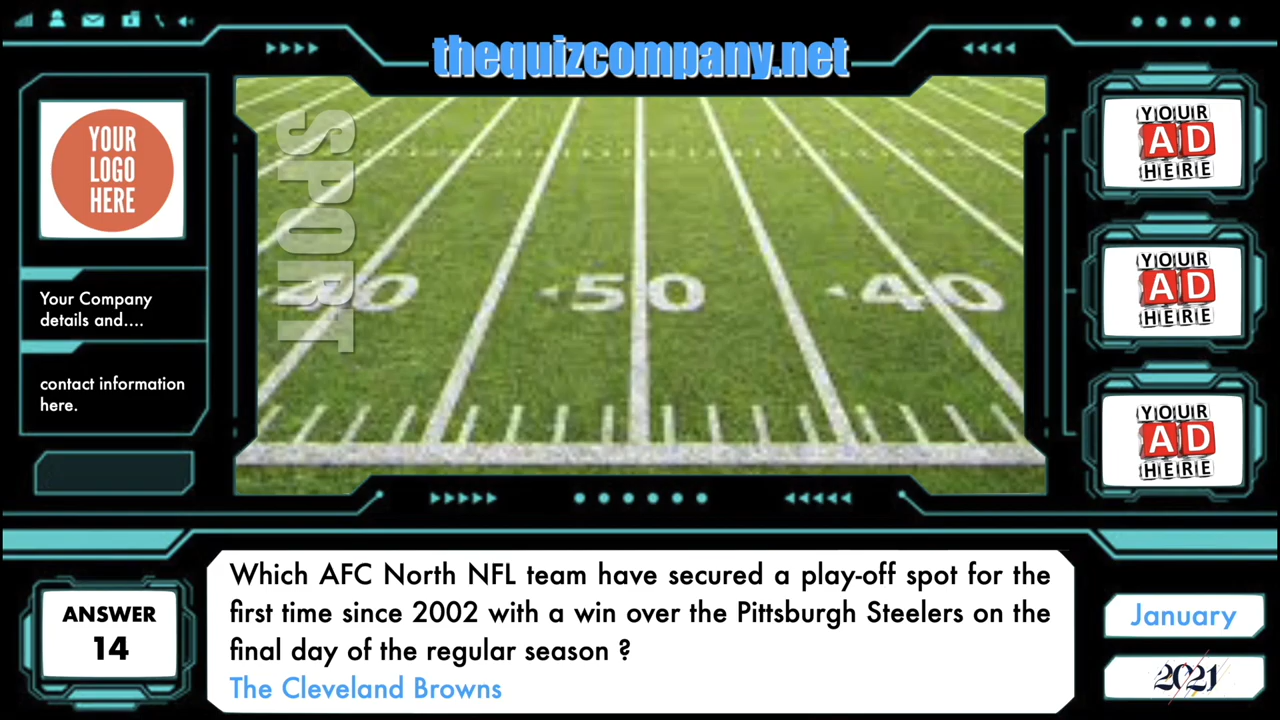 thequizcompany.net
SPORT
YOUR
LOGO
HERE
Your Company
details and....
contact information
here.
50
40
YOUR
AD
HERE
YOUR
AD
HERE
YOUR
AD
HERE
ANSWER
14
Which AFC North NFL team have secured a play-off spot for the
first time since 2002 with a win over the Pittsburgh Steelers on the
final day of the regular season ?
The Cleveland Browns
January
2021